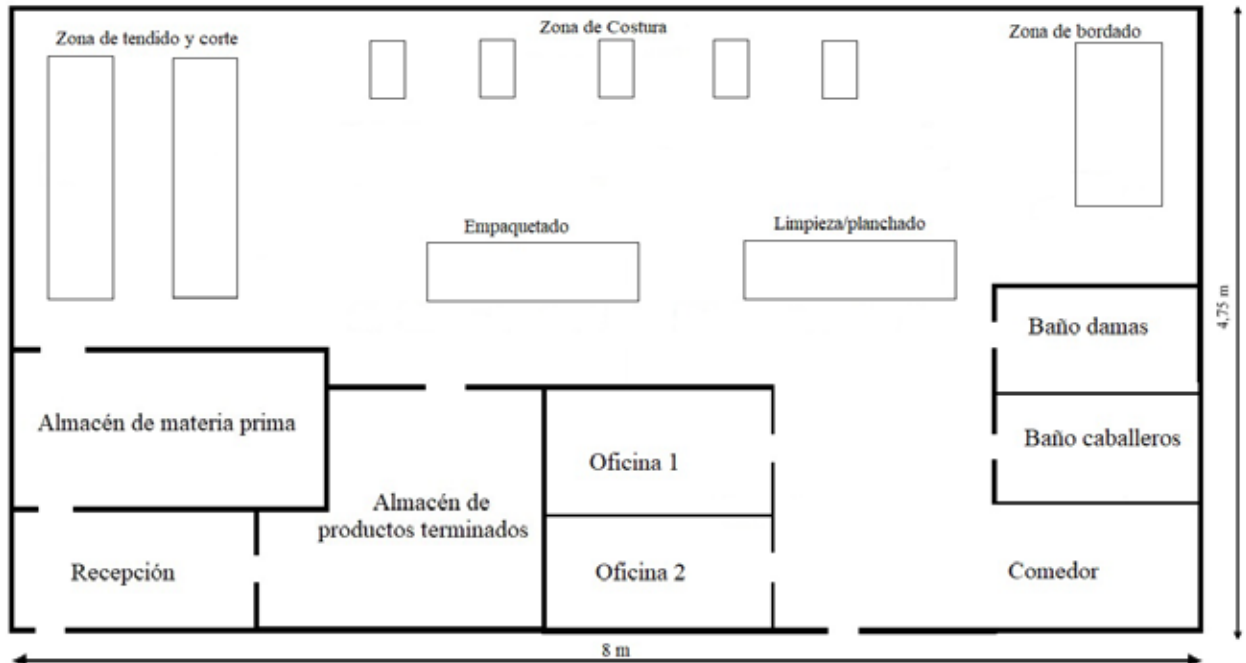 Zona de tendido y corte
Zona de Costura
Zona de bordado
Empaquetado
Limpieza/planchado
4,75 m
Baño damas
Almacén de materia prima
Baño caballeros
Oficina 1
Almacén de
productos terminados
Recepción
Oficina 2
Comedor
8 m